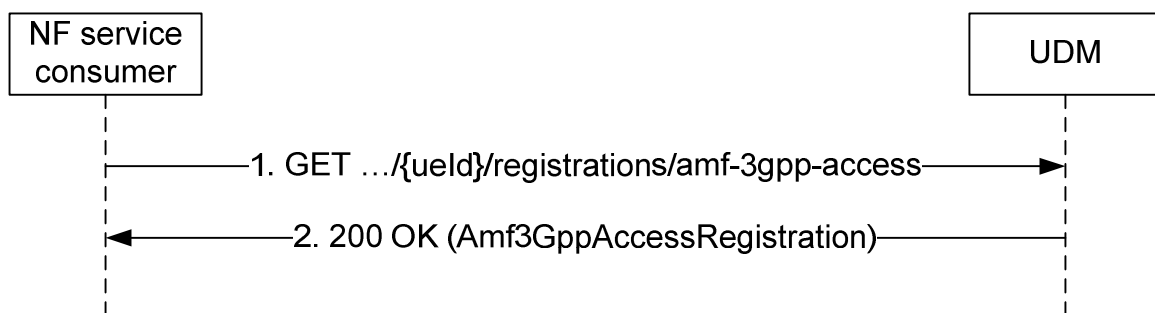 NF service
consumer
UDM
1. GET …/{ueId}/registrations/amf-3gpp-access
2. 200 OK (Amf3GppAccessRegistration)